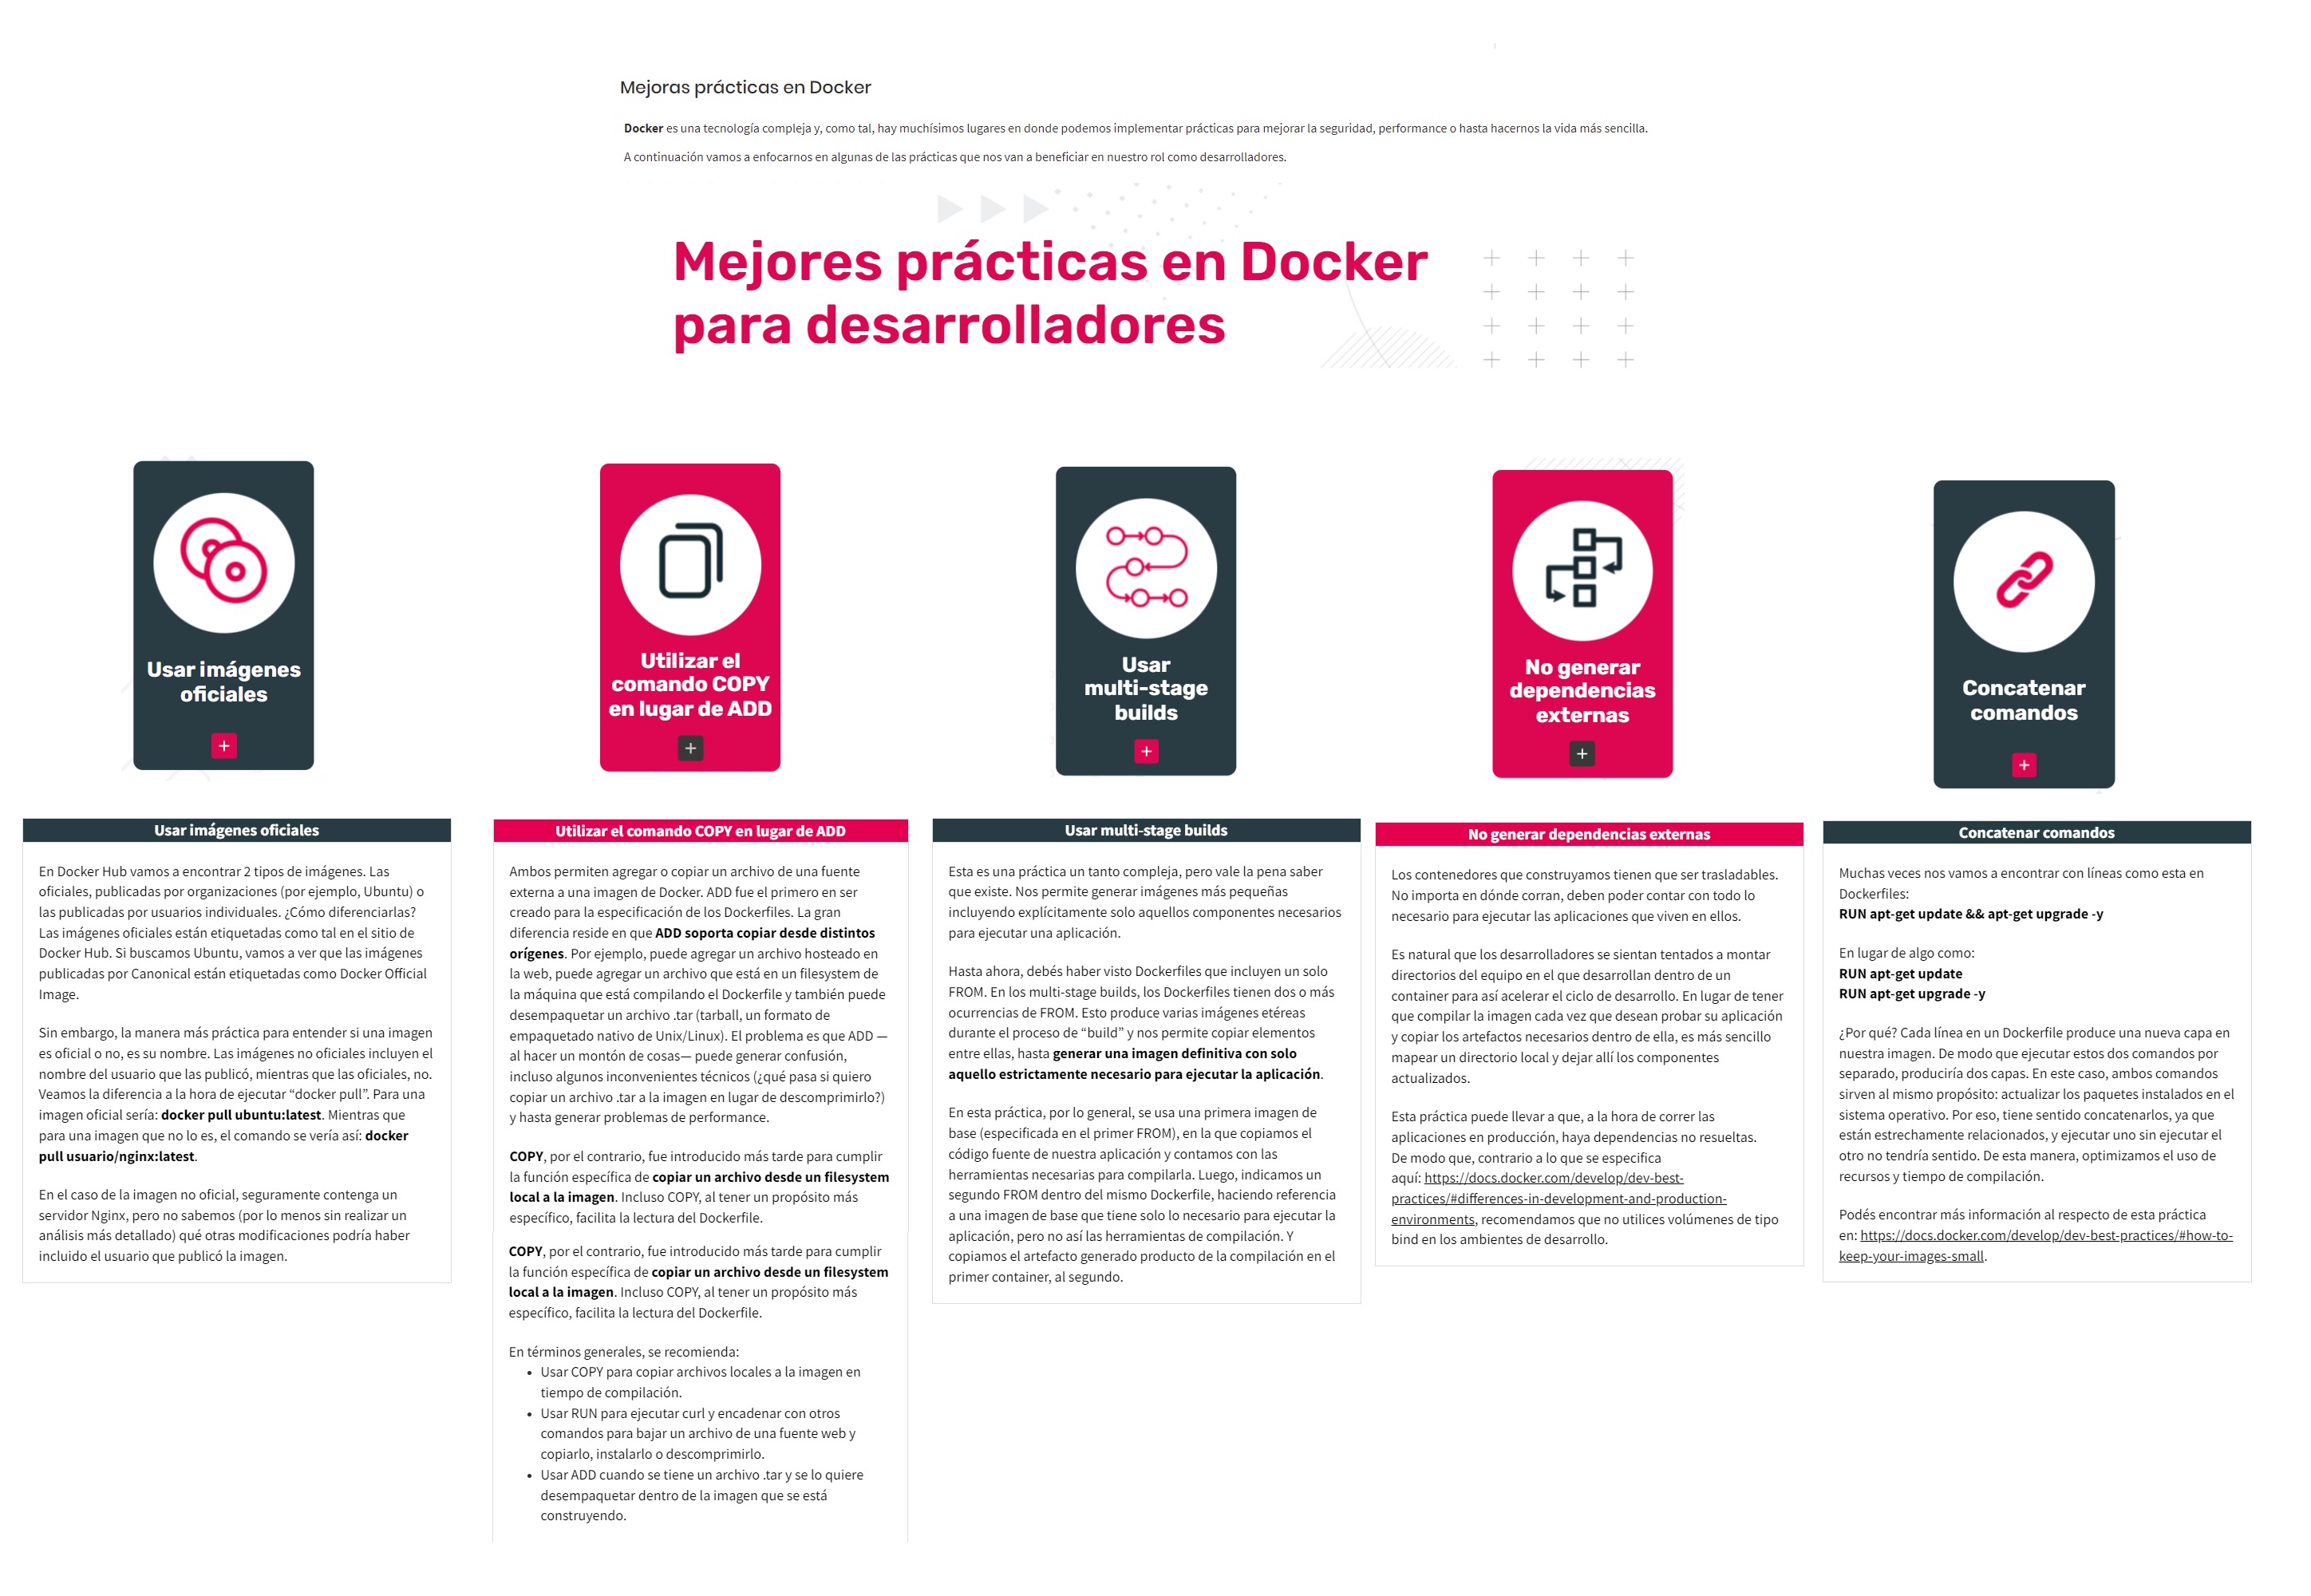 Mejoras prácticas en Docker
Docker es una tecnología compleja y, como tal, hay muchísimos lugares en donde podemos implementar prácticas para mejorar la seguridad, performance o hasta hacernos la vida más sencilla.
A continuación vamos a enfocarnos en algunas de las prácticas que nos van a beneficiar en nuestro rol como desarrolladores.
Mejores prácticas en Docker
para desarrolladores
Usar imágenes
oficiales
Utilizar el
comando COPY
en lugar de ADD
Usar
multi-stage
builds
No generar
dependencias
externas
Concatenar
comandos
Usar imágenes oficiales
En Docker Hub vamos a encontrar 2 tipos de imágenes. Las
oficiales, publicadas por organizaciones (por ejemplo, Ubuntu) o
las publicadas por usuarios individuales. ¿Cómo diferenciarlas?
Las imágenes oficiales están etiquetadas como tal en el sitio de
Docker Hub. Si buscamos Ubuntu, vamos a ver que las imágenes
publicadas por Canonical están etiquetadas como Docker Official
Image.
Sin embargo, la manera más práctica para entender si una imagen
es oficial o no, es su nombre. Las imágenes no oficiales incluyen el
nombre del usuario que las publicó, mientras que las oficiales, no.
Veamos la diferencia a la hora de ejecutar “docker pull”. Para una
imagen oficial sería: docker pull ubuntu:latest. Mientras que
para una imagen que no lo es, el comando se vería así: docker
pull usuario/nginx:latest.
En el caso de la imagen no oficial, seguramente contenga un
servidor Nginx, pero no sabemos (por lo menos sin realizar un
análisis más detallado) qué otras modificaciones podría haber
incluido el usuario que publicó la imagen.
Utilizar el comando COPY en lugar de ADD
Ambos permiten agregar o copiar un archivo de una fuente
externa a una imagen de Docker. ADD fue el primero en ser
creado para la especificación de los Dockerfiles. La gran
diferencia reside en que ADD soporta copiar desde distintos
orígenes. Por ejemplo, puede agregar un archivo hosteado en
la web, puede agregar un archivo que está en un filesystem de
la máquina que está compilando el Dockerfile y también puede
desempaquetar un archivo .tar (tarball, un formato de
empaquetado nativo de Unix/Linux). El problema es que ADD —
al hacer un montón de cosas— puede generar confusión,
incluso algunos inconvenientes técnicos (¿qué pasa si quiero
copiar un archivo .tar a la imagen en lugar de descomprimirlo?)
y hasta generar problemas de performance.
COPY, por el contrario, fue introducido más tarde para cumplir
la función específica de copiar un archivo desde un filesystem
local a la imagen. Incluso COPY, al tener un propósito más
específico, facilita la lectura del Dockerfile.
COPY, por el contrario, fue introducido más tarde para cumplir
la función específica de copiar un archivo desde un filesystem
local a la imagen. Incluso COPY, al tener un propósito más
específico, facilita la lectura del Dockerfile.
En términos generales, se recomienda:
• Usar COPY para copiar archivos locales a la imagen en
tiempo de compilación.
• Usar RUN para ejecutar curl y encadenar con otros
comandos para bajar un archivo de una fuente web y
copiarlo, instalarlo o descomprimirlo.
• Usar ADD cuando se tiene un archivo .tar y se lo quiere
desempaquetar dentro de la imagen que se está
construyendo.
Usar multi-stage builds
Esta es una práctica un tanto compleja, pero vale la pena saber
que existe. Nos permite generar imágenes más pequeñas
incluyendo explícitamente solo aquellos componentes necesarios
para ejecutar una aplicación.
Hasta ahora, debés haber visto Dockerfiles que incluyen un solo
FROM. En los multi-stage builds, los Dockerfiles tienen dos o más
ocurrencias de FROM. Esto produce varias imágenes etéreas
durante el proceso de “build” y nos permite copiar elementos
entre ellas, hasta generar una imagen definitiva con solo
aquello estrictamente necesario para ejecutar la aplicación.
En esta práctica, por lo general, se usa una primera imagen de
base (especificada en el primer FROM), en la que copiamos el
código fuente de nuestra aplicación y contamos con las
herramientas necesarias para compilarla. Luego, indicamos un
segundo FROM dentro del mismo Dockerfile, haciendo referencia
a una imagen de base que tiene solo lo necesario para ejecutar la
aplicación, pero no así las herramientas de compilación. Y
copiamos el artefacto generado producto de la compilación en el
primer container, al segundo.
No generar dependencias externas
Los contenedores que construyamos tienen que ser trasladables.
No importa en dónde corran, deben poder contar con todo lo
necesario para ejecutar las aplicaciones que viven en ellos.
Es natural que los desarrolladores se sientan tentados a montar
directorios del equipo en el que desarrollan dentro de un
container para así acelerar el ciclo de desarrollo. En lugar de tener
que compilar la imagen cada vez que desean probar su aplicación
y copiar los artefactos necesarios dentro de ella, es más sencillo
mapear un directorio local y dejar allí los componentes
actualizados.
Esta práctica puede llevar a que, a la hora de correr las
aplicaciones en producción, haya dependencias no resueltas.
De modo que, contrario a lo que se especifica
aquí: https://docs.docker.com/develop/dev-best-
practices/#differences-in-development-and-production-
environments, recomendamos que no utilices volúmenes de tipo
bind en los ambientes de desarrollo.
Concatenar comandos
Muchas veces nos vamos a encontrar con líneas como esta en
Dockerfiles:
RUN apt-get update && apt-get upgrade -y
En lugar de algo como:
RUN apt-get update
RUN apt-get upgrade -y
¿Por qué? Cada línea en un Dockerfile produce una nueva capa en
nuestra imagen. De modo que ejecutar estos dos comandos por
separado, produciría dos capas. En este caso, ambos comandos
sirven al mismo propósito: actualizar los paquetes instalados en el
sistema operativo. Por eso, tiene sentido concatenarlos, ya que
están estrechamente relacionados, y ejecutar uno sin ejecutar el
otro no tendría sentido. De esta manera, optimizamos el uso de
recursos y tiempo de compilación.
Podés encontrar más información al respecto de esta práctica
en: https://docs.docker.com/develop/dev-best-practices/#how-to-
keep-your-images-small.